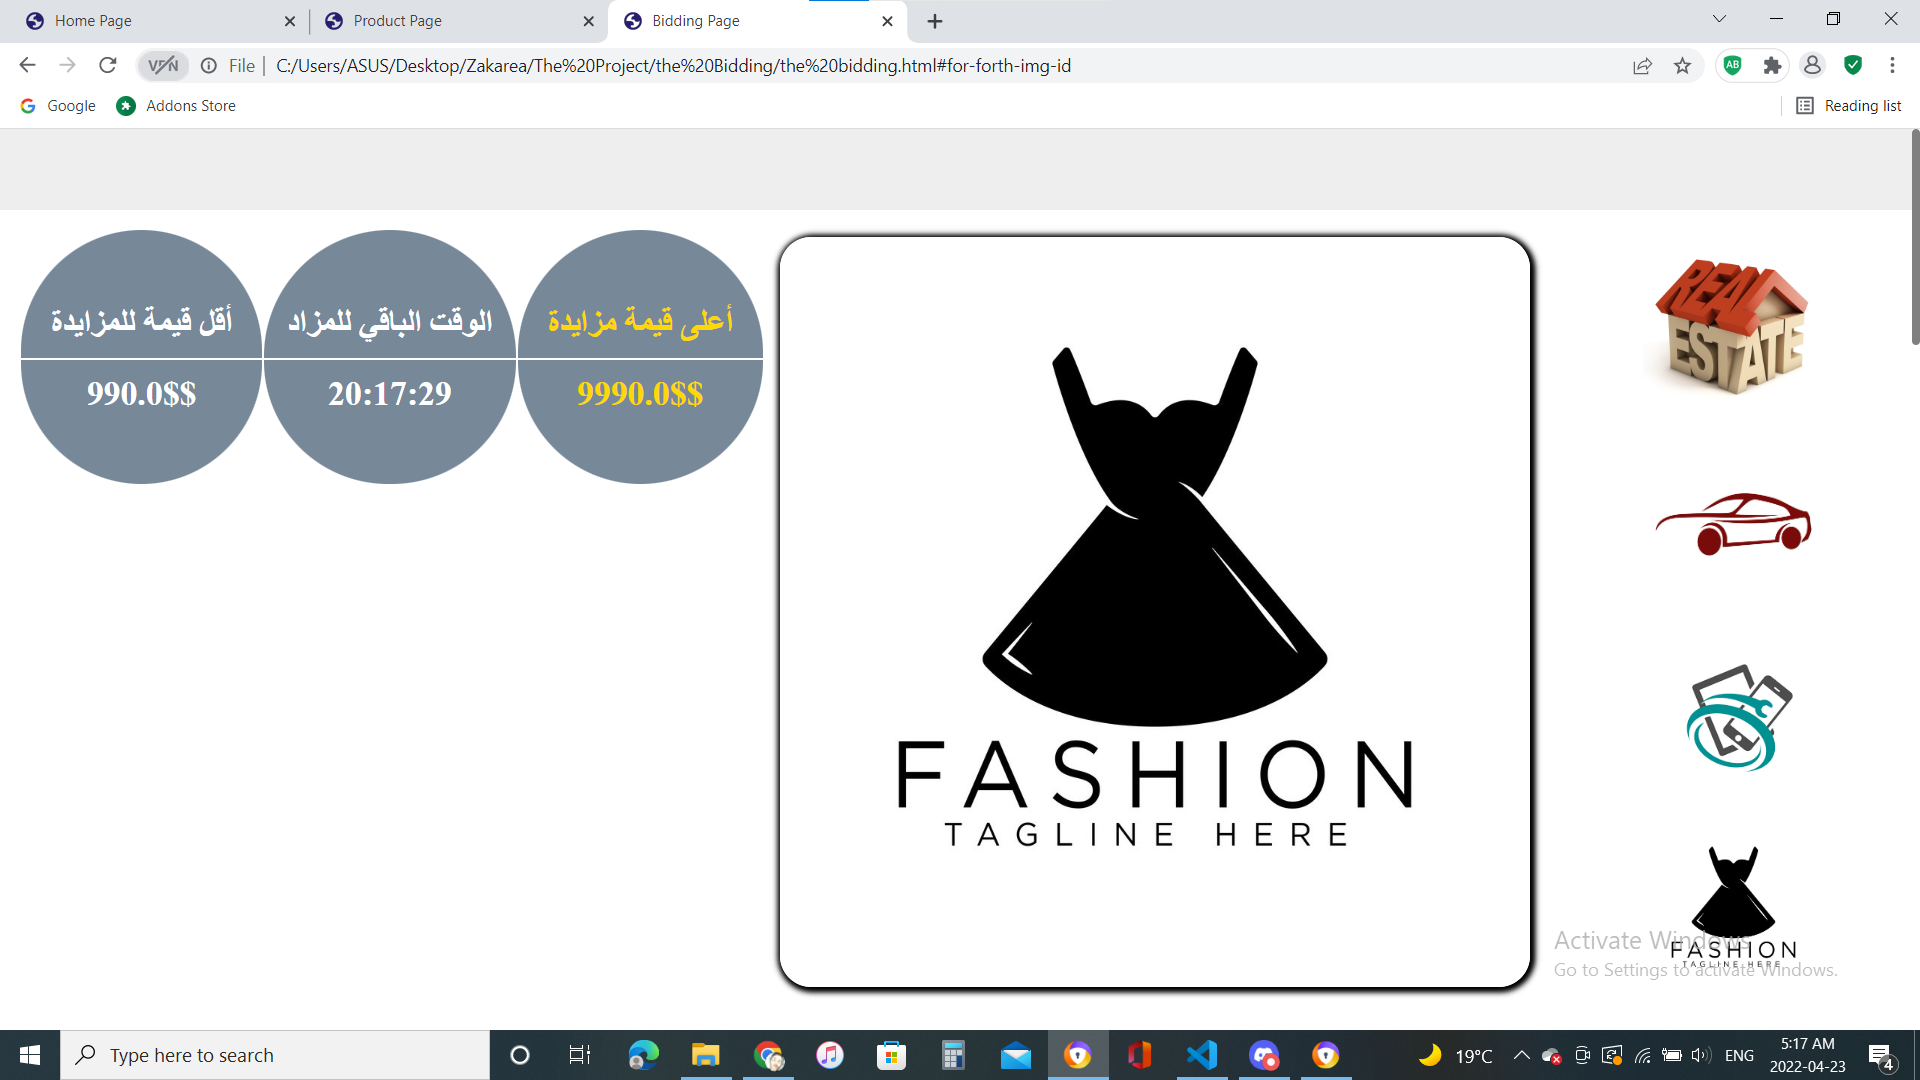 Home Page
Product Page
Bidding Page
VPN
File
C:/Users/ASUS/Desktop/Zakarea/The%20Project/the%20Bidding/the%20bidding.html#for-forth-img-id
AB
Google
Addons Store
Reading list
أعلى قيمة مزايدة
9990.0$$
الوقت الباقي للمزاد
20:17:29
أقل قيمة للمزايدة
990.0$$
FASHION
TAGLINE HERE
REAL
ESTATE
FASHION
TAGLINE HERE
Activate Windows
Go to Settings to activate Windows.
Type here to search
19°C
ENG
5:17 AM
2022-04-23
4